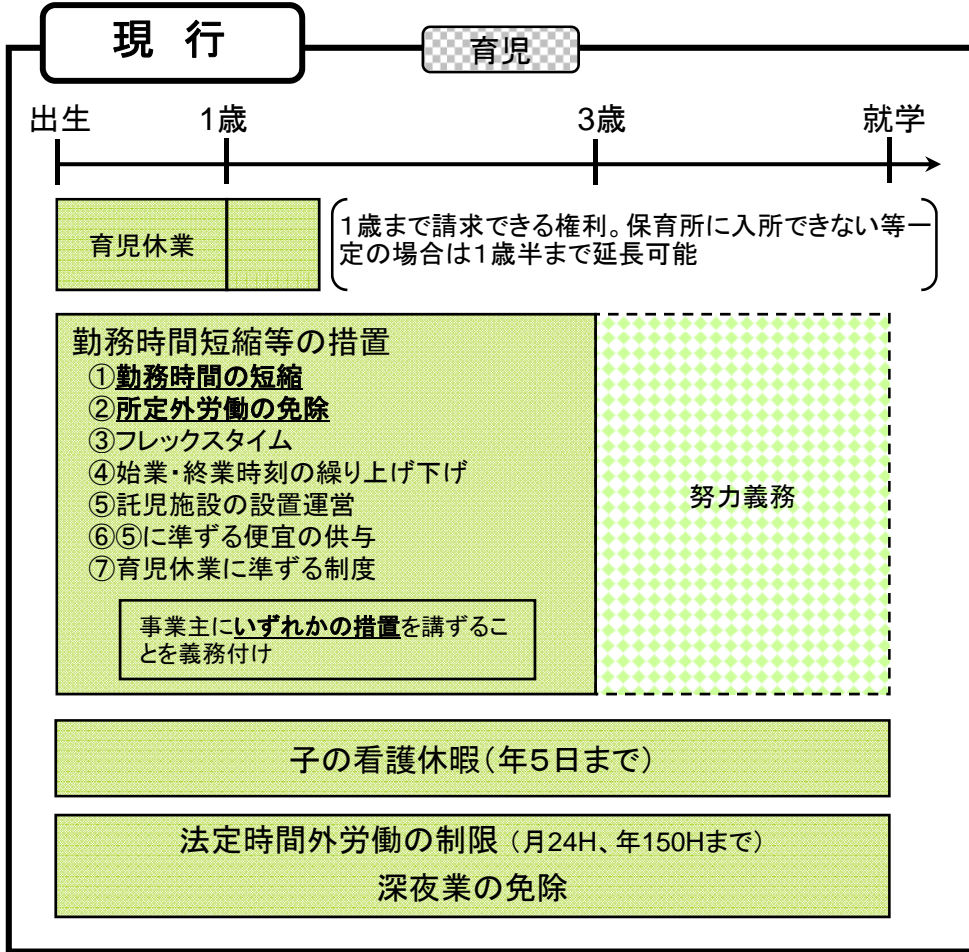 現 行
育児
出生 1歳 3歳 就学
育児休業
1歳まで請求できる権利。保育所に入所できない等一
定の場合は1歳半まで延長可能
勤務時間短縮等の措置
①勤務時間の短縮
②所定外労働の免除
③フレックスタイム
④始業・終業時刻の繰り上げ下げ
⑤託児施設の設置運営
⑥⑤に準ずる便宜の供与
⑦育児休業に準ずる制度
事業主にいずれかの措置を講ずるこ
とを義務付け
努力義務
子の看護休暇(年5日まで)
法定時間外労働の制限(月24H、年150Hまで)
深夜業の免除